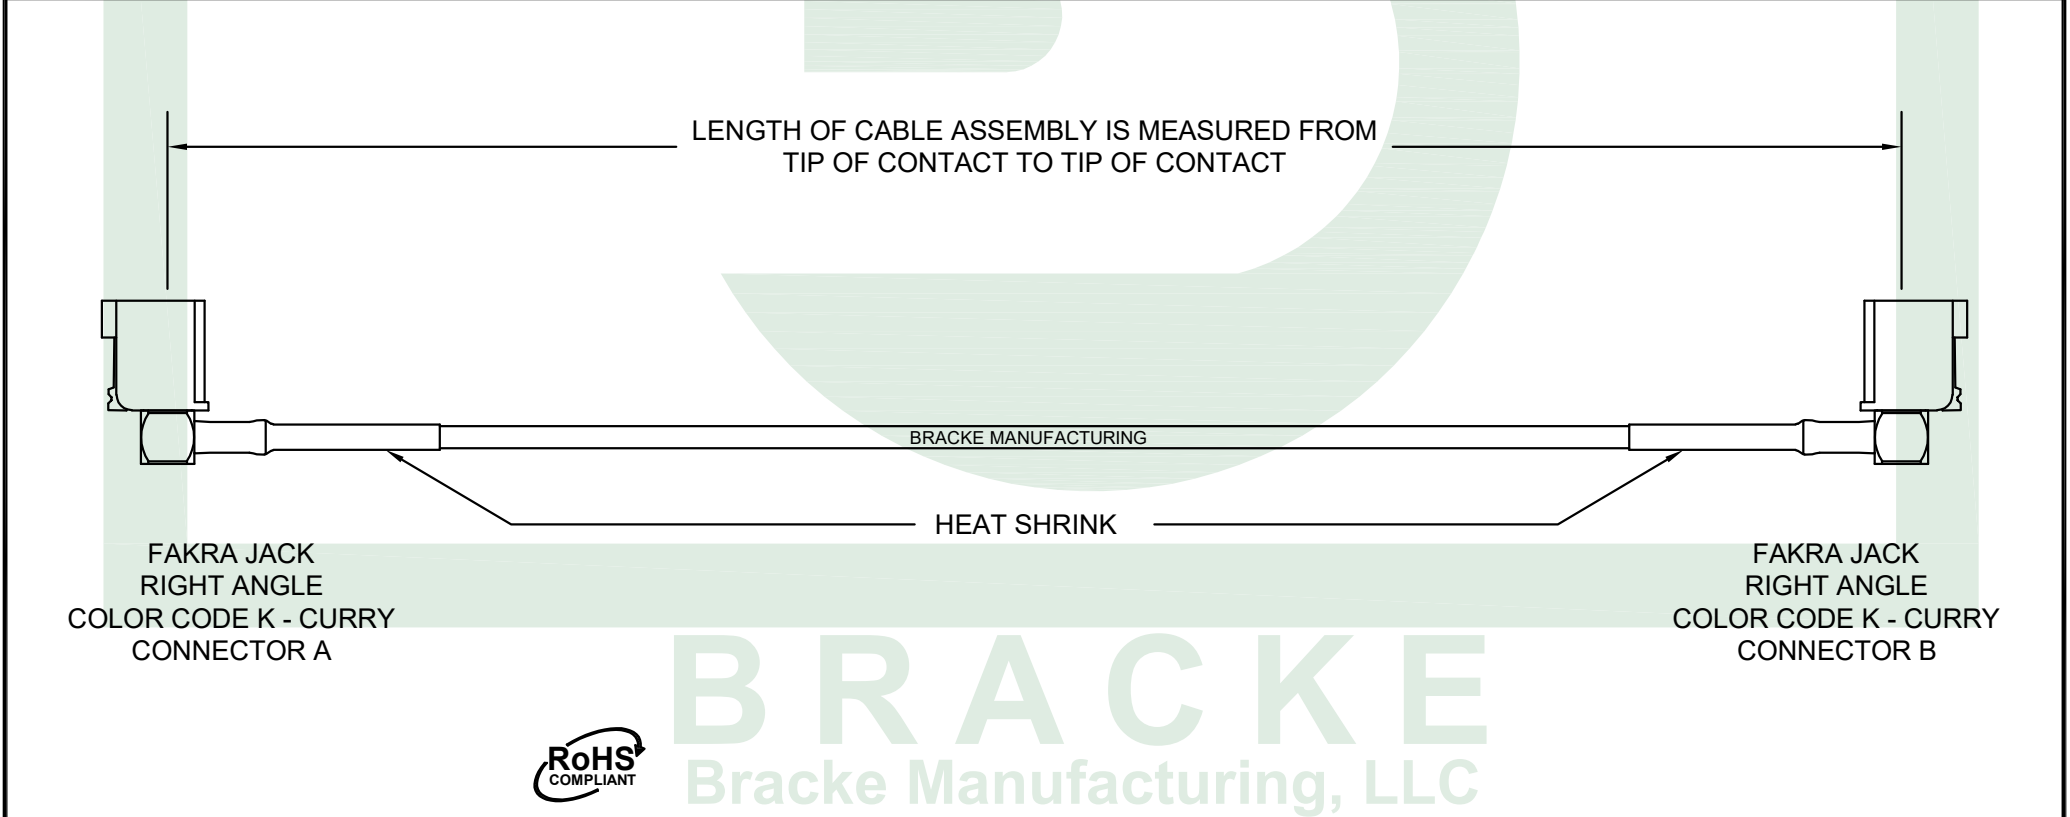 LENGTH OF CABLE ASSEMBLY IS MEASURED FROM
TIP OF CONTACT TO TIP OF CONTACT
BRACKE MANUFACTURING
HEAT SHRINK
FAKRA JACK
RIGHT ANGLE
COLOR CODE K - CURRY
CONNECTOR A
FAKRA JACK
RIGHT ANGLE
COLOR CODE K - CURRY
CONNECTOR B
BRACKE
Bracke Manufacturing, LLC
RoHS
COMPLIANT